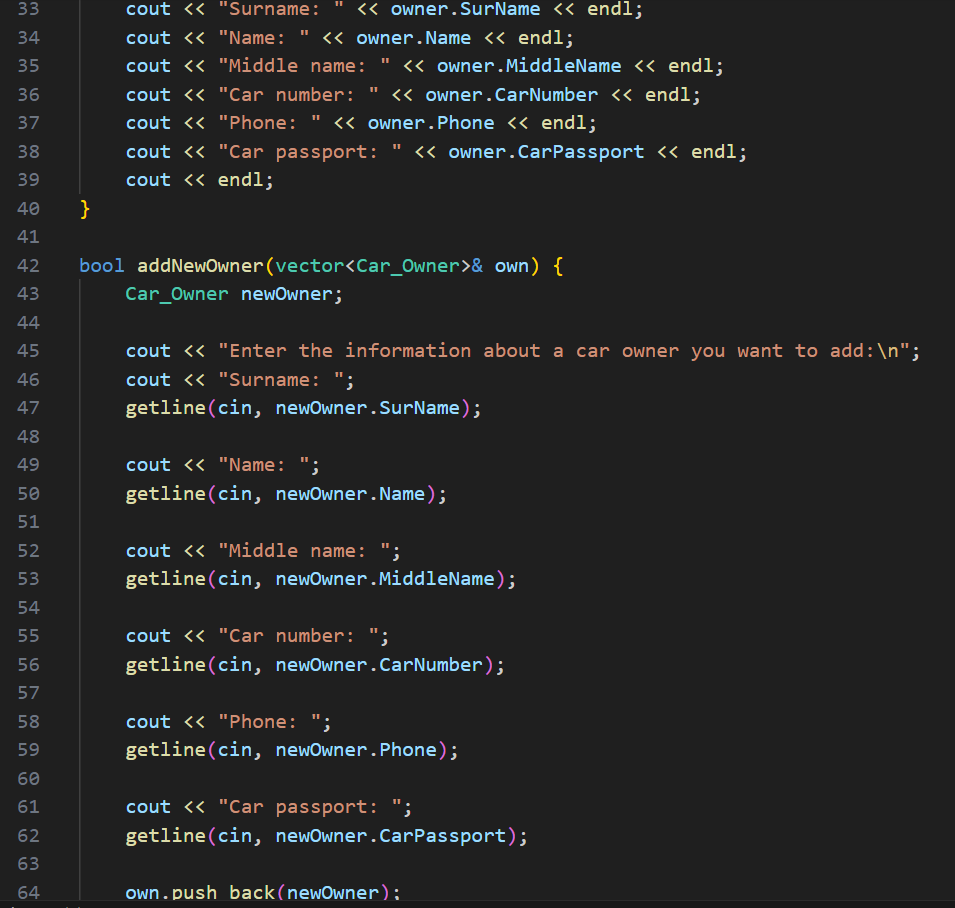 33 cout << "Surname: " << owner.SurName << endl;
34 cout << "Name: " << owner.Name << endl;
35 cout << "Middle name: " << owner.MiddleName << endl;
36 cout << "Car number: " << owner.CarNumber << endl;
37 cout << "Phone: " << owner.Phone << endl;
38 cout << "Car passport: " << owner.CarPassport << endl;
39 cout << endl;
40 }
41
42 bool addNewOwner(vector<Car_Owner>& own) {
43 Car_Owner newOwner;
44
45 cout << "Enter the information about a car owner you want to add:\n";
46 cout << "Surname: ";
47 getline(cin, newOwner.SurName);
48
49 cout << "Name: ";
50 getline(cin, newOwner.Name);
51
52 cout << "Middle name: ";
53 getline(cin, newOwner.MiddleName);
54
55 cout << "Car number: ";
56 getline(cin, newOwner.CarNumber);
57
58 cout << "Phone: ";
59 getline(cin, newOwner.Phone);
60
61 cout << "Car passport: ";
62 getline(cin, newOwner.CarPassport);
63
64 own.push_back(newOwner);